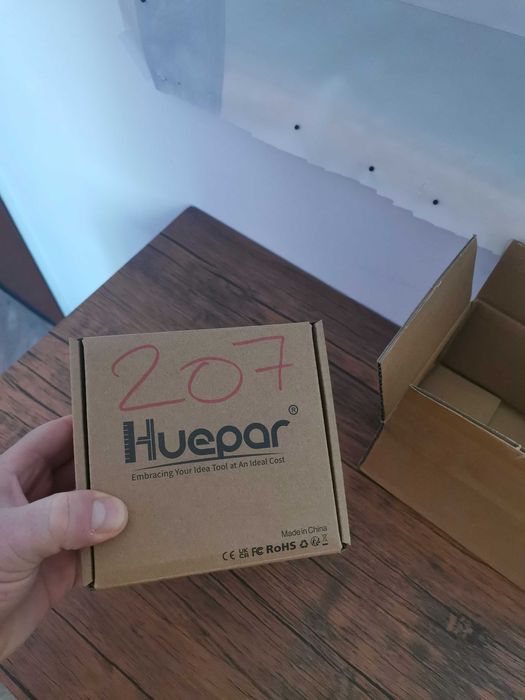 207
Huepar®
Embracing Your Idea Tool at An Ideal Cost
Made in China
CE UK CA FC RoHS